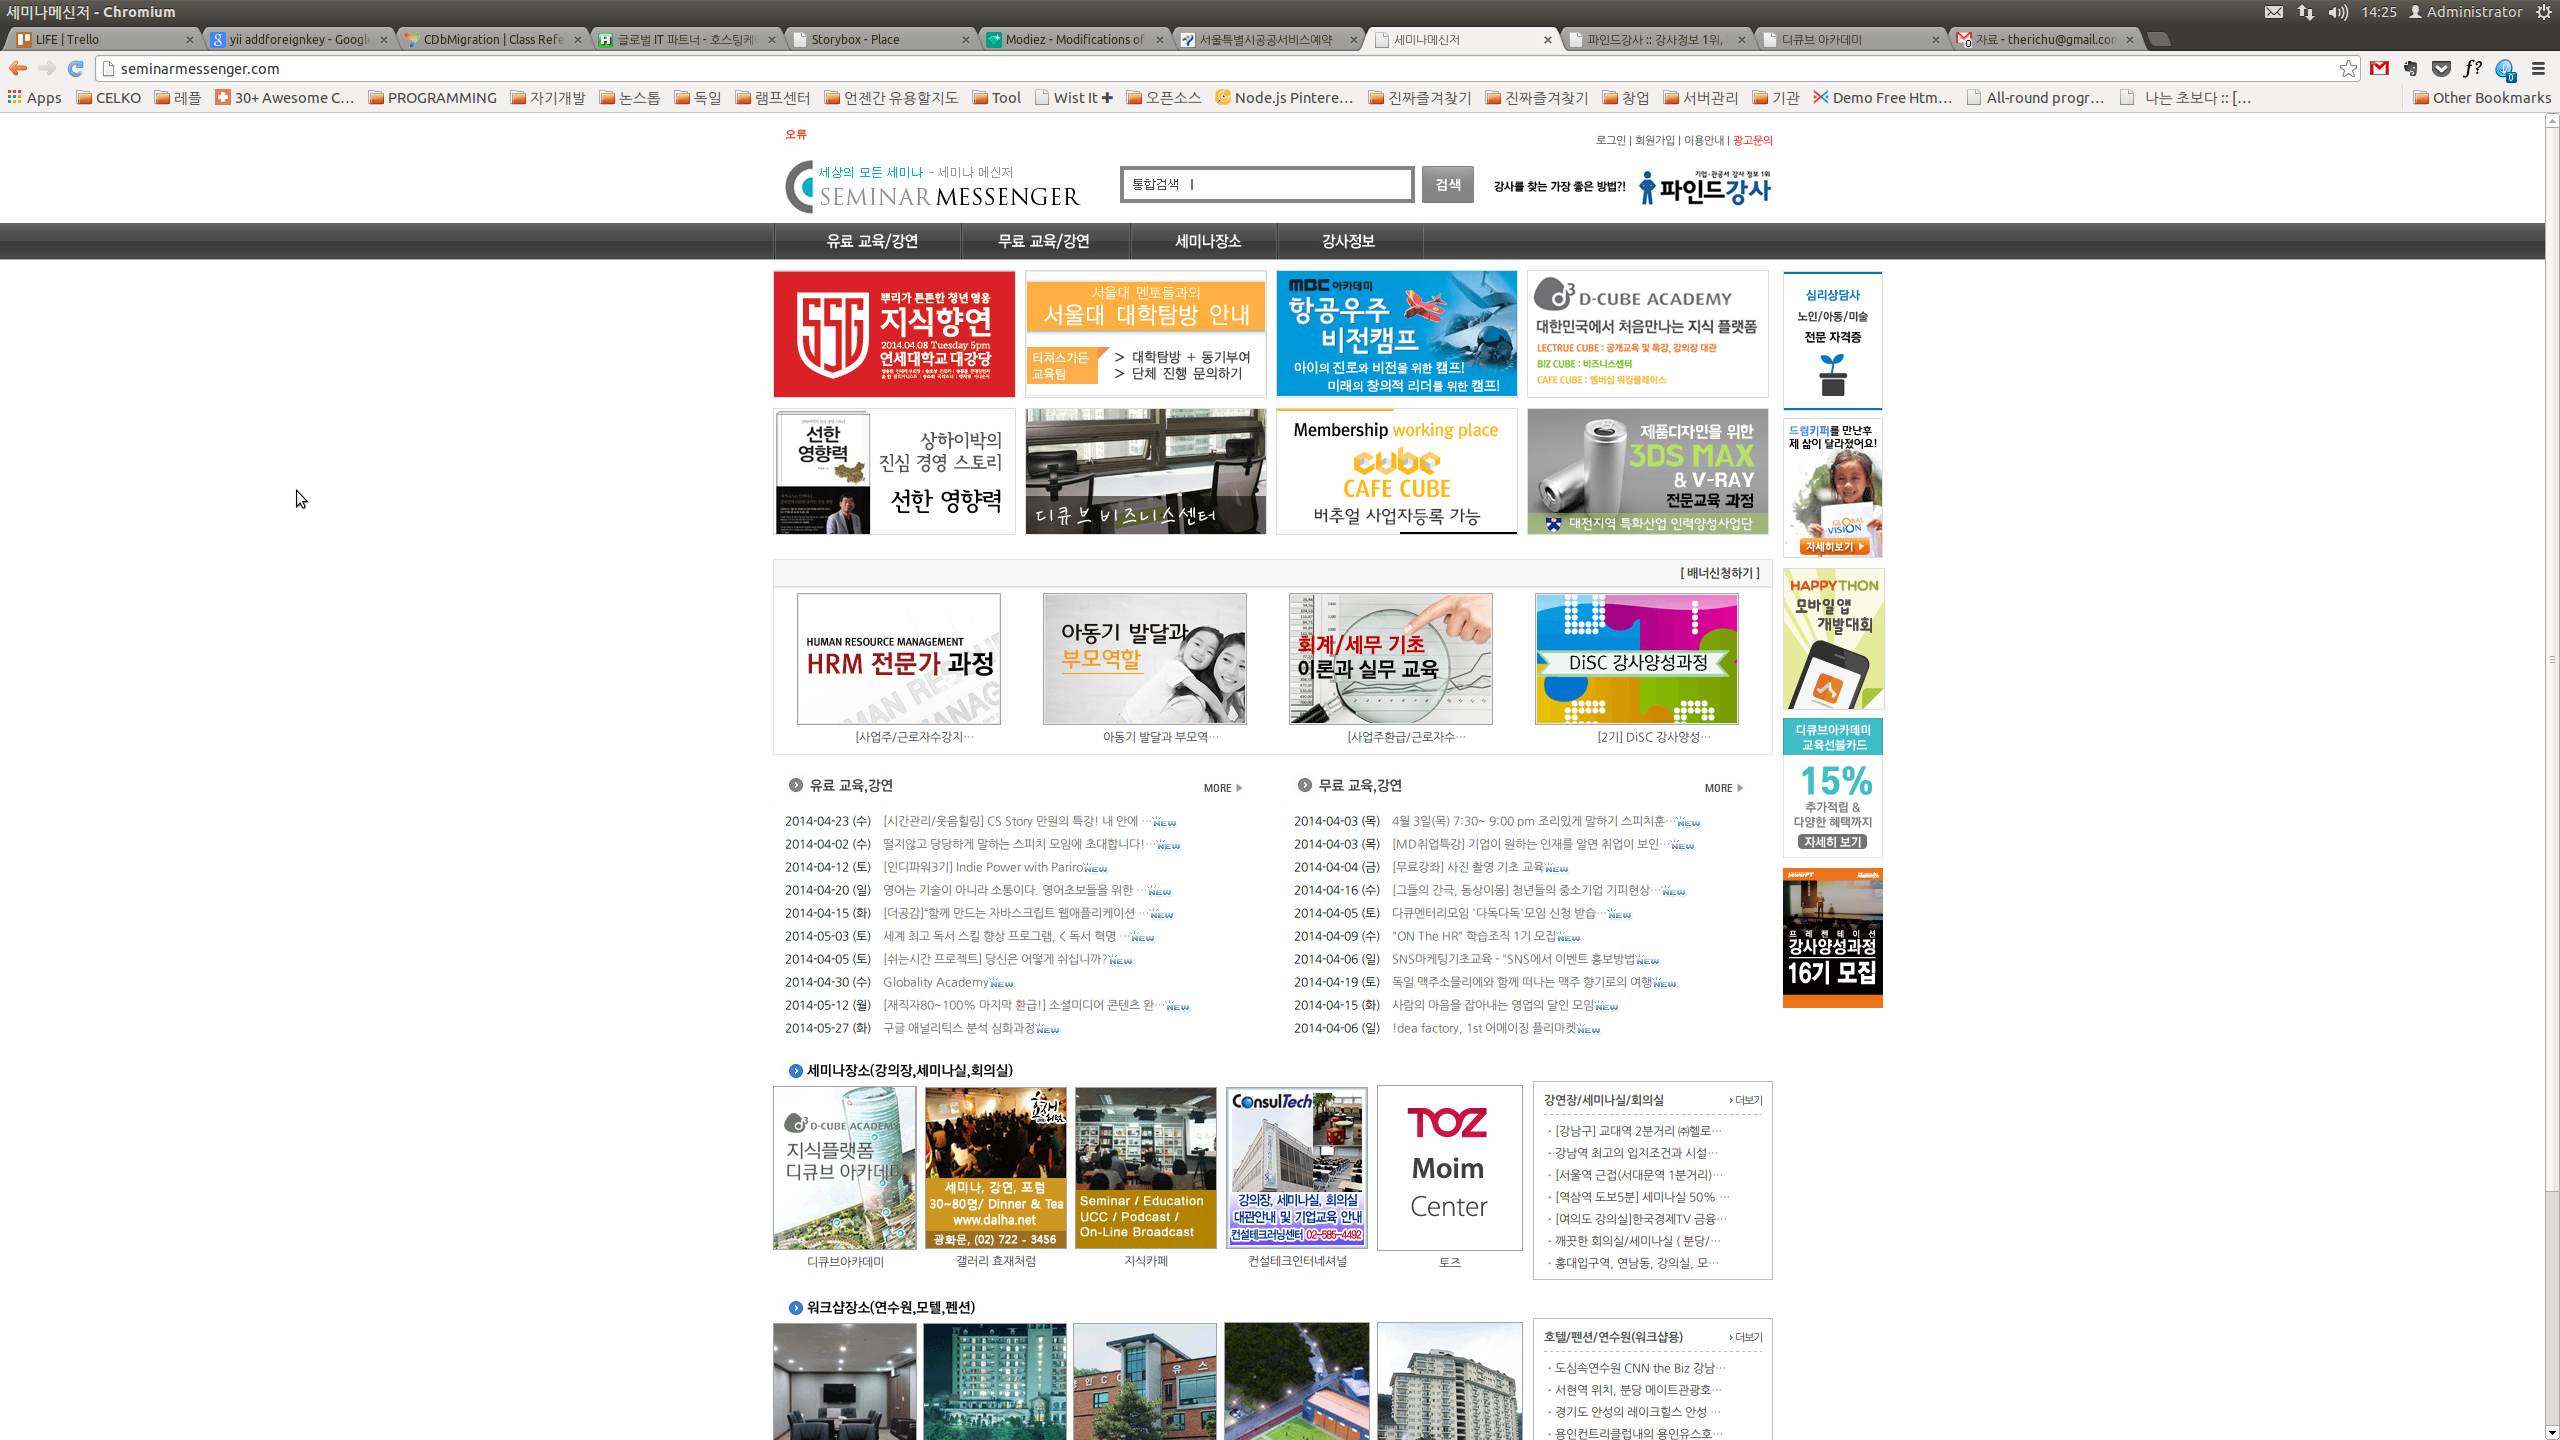 세미나메신저 - Chromium
14:25 Administrator
LIFE | Trello
yii addforeignkey - Google
CDbMigration | Class Refe
글로벌 IT 파트너 - 호스팅케
Storybox - Place
Modiez - Modifications of
서울특별시공공서비스예약
세미나메신저
파인드강사 :: 강사정보 1위,
디큐브 아카데미
자료 - therichu@gmail.com
seminarmessenger.com
Apps
CELKO
레플
30+ Awesome C...
PROGRAMMING
자기개발
논스톱
독일
램프센터
언젠간 유용할지도
Tool
Wist It ✚
오픈소스
Node.js Pintere...
진짜즐겨찾기
진짜즐겨찾기
창업
서버관리
기관
Demo Free Htm...
All-round progr...
나는 초보다 :: [...
Other Bookmarks
오류
로그인 | 회원가입 | 이용안내 | 광고문의
세상의 모든 세미나 - 세미나 메신저
SEMINAR MESSENGER
통합검색
검색
강사를 찾는 가장 좋은 방법?!
기업·관공서 강사 정보 1위
파인드강사
유료 교육/강연
무료 교육/강연
세미나장소
강사정보
SSG
뿌리가 튼튼한 청년 영웅
지식향연
2014.04.08 Tuesday 5pm
연세대학교 대강당
서울대 멘토들과의
서울대 대학탐방 안내
티쳐스가든
교육팀
> 대학탐방 + 동기부여
> 단체 진행 문의하기
MBC 아카데미
항공우주
비전캠프
아이의 진로와 비전을 위한 캠프!
미래의 창의적 리더를 위한 캠프!
D-CUBE ACADEMY
대한민국에서 처음만나는 지식 플랫폼
LECTRUE CUBE : 공개교육 및 특강, 강의장 대관
BIZ CUBE : 비즈니스센터
CAFE CUBE : 멤버십 워킹플레이스
심리상담사
노인/아동/미술
전문 자격증
선한
영향력
상하이박의
진심 경영 스토리
선한 영향력
디큐브 비즈니스센터
Membership working place
cube
CAFE CUBE
버추얼 사업자등록 가능
제품디자인을 위한
3DS MAX
& V-RAY
전문교육 과정
대전지역 특화산업 인력양성사업단
드림키퍼를 만난후
제 삶이 달라졌어요!
GLOBAL
VISION
자세히보기
[ 배너신청하기 ]
HUMAN RESOURCE MANAGEMENT
HRM 전문가 과정
[사업주/근로자수강지…
아동기 발달과
부모역할
아동기 발달과 부모역…
회계/세무 기초
이론과 실무 교육
[사업주환급/근로자수…
DiSC 강사양성과정
[2기] DiSC 강사양성…
HAPPYTHON
모바일앱
개발대회
디큐브아카데미
교육선불카드
15%
추가적립 &
다양한 혜택까지
자세히 보기
프레젠테이션
강사양성과정
16기 모집
유료 교육,강연
MORE
2014-04-23 (수) [시간관리/웃음힐링] CS Story 만원의 특강! 내 안에 …NEW
2014-04-02 (수) 떨지않고 당당하게 말하는 스피치 모임에 초대합니다!…NEW
2014-04-12 (토) [인디파워3기] Indie Power with PariroNEW
2014-04-20 (일) 영어는 기술이 아니라 소통이다. 영어초보들을 위한 …NEW
2014-04-15 (화) [더공감]"함께 만드는 자바스크립트 웹애플리케이션 …NEW
2014-05-03 (토) 세계 최고 독서 스킬 향상 프로그램, < 독서 혁명 …NEW
2014-04-05 (토) [쉬는시간 프로젝트] 당신은 어떻게 쉬십니까?NEW
2014-04-30 (수) Globality AcademyNEW
2014-05-12 (월) [재직자80~100% 마지막 환급!] 소셜미디어 콘텐츠 완…NEW
2014-05-27 (화) 구글 애널리틱스 분석 심화과정NEW
무료 교육,강연
MORE
2014-04-03 (목) 4월 3일(목) 7:30~ 9:00 pm 조리있게 말하기 스피치훈…NEW
2014-04-03 (목) [MD취업특강] 기업이 원하는 인재를 알면 취업이 보인…NEW
2014-04-04 (금) [무료강좌] 사진 촬영 기초 교육NEW
2014-04-16 (수) [그들의 간극, 동상이몽] 청년들의 중소기업 기피현상…NEW
2014-04-05 (토) 다큐멘터리모임 '다독다독'모임 신청 받습…NEW
2014-04-09 (수) "ON The HR" 학습조직 1기 모집NEW
2014-04-06 (일) SNS마케팅기초교육 - "SNS에서 이벤트 홍보방법NEW
2014-04-19 (토) 독일 맥주소믈리에와 함께 떠나는 맥주 향기로의 여행NEW
2014-04-15 (화) 사람의 마음을 잡아내는 영업의 달인 모임NEW
2014-04-06 (일) !dea factory, 1st 어메이징 플리마켓NEW
세미나장소(강의장,세미나실,회의실)
D-CUBE ACADEMY
지식플랫폼
디큐브 아카데미
디큐브아카데미
세미나, 강연, 포럼
30~80명/ Dinner & Tea
www.dalha.net
광화문, (02) 722 - 3456
갤러리 효재처럼
Seminar / Education
UCC / Podcast /
On-Line Broadcast
지식카페
ConsulTech
강의장, 세미나실, 회의실
대관안내 및 기업교육 안내
컨설테크러닝센터 02-585-4492
컨설테크인터네셔널
TOZ
Moim
Center
토즈
강연장/세미나실/회의실
더보기
· [강남구] 교대역 2분거리 ㈜헬로…
· 강남역 최고의 입지조건과 시설…
· [서울역 근접(서대문역 1분거리)…
· [역삼역 도보5분] 세미나실 50% …
· [여의도 강의실]한국경제TV 금융…
· 깨끗한 회의실/세미나실 ( 분당/…
· 홍대입구역, 연남동, 강의실, 모…
워크샵장소(연수원,모텔,펜션)
호텔/펜션/연수원(워크샵용)
더보기
· 도심속연수원 CNN the Biz 강남…
· 서현역 위치, 분당 메이트관광호…
· 경기도 안성의 레이크힐스 안성 …
· 용인컨트리클럽내의 용인유스호…